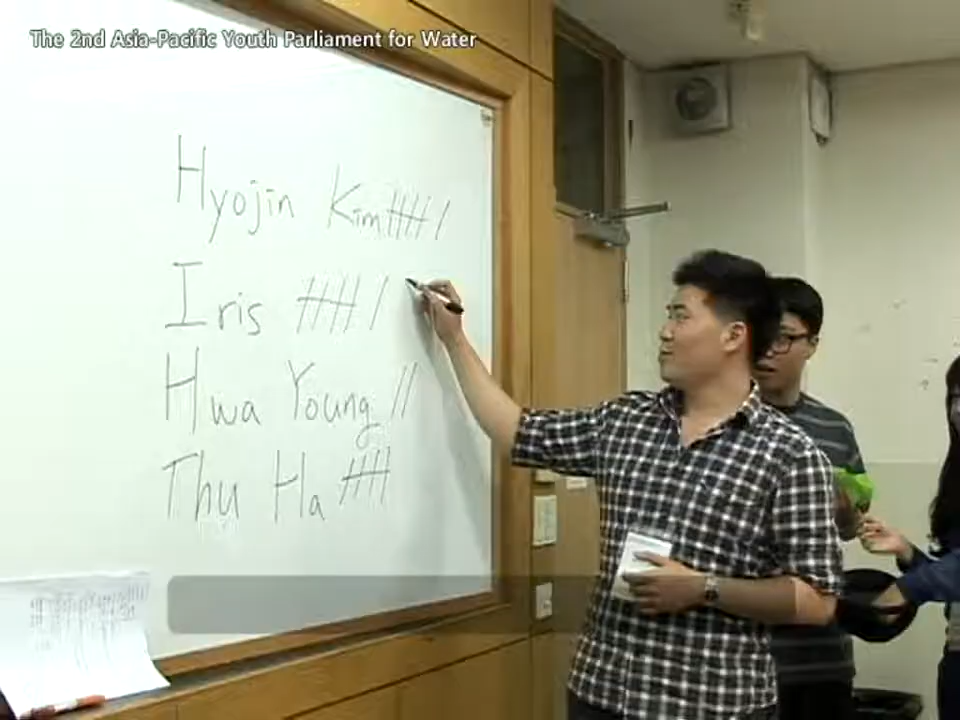 The 2nd Asia-Pacific Youth Parliament for Water
Hyojin Kim
Iris
Hwa Young
Thu Ha